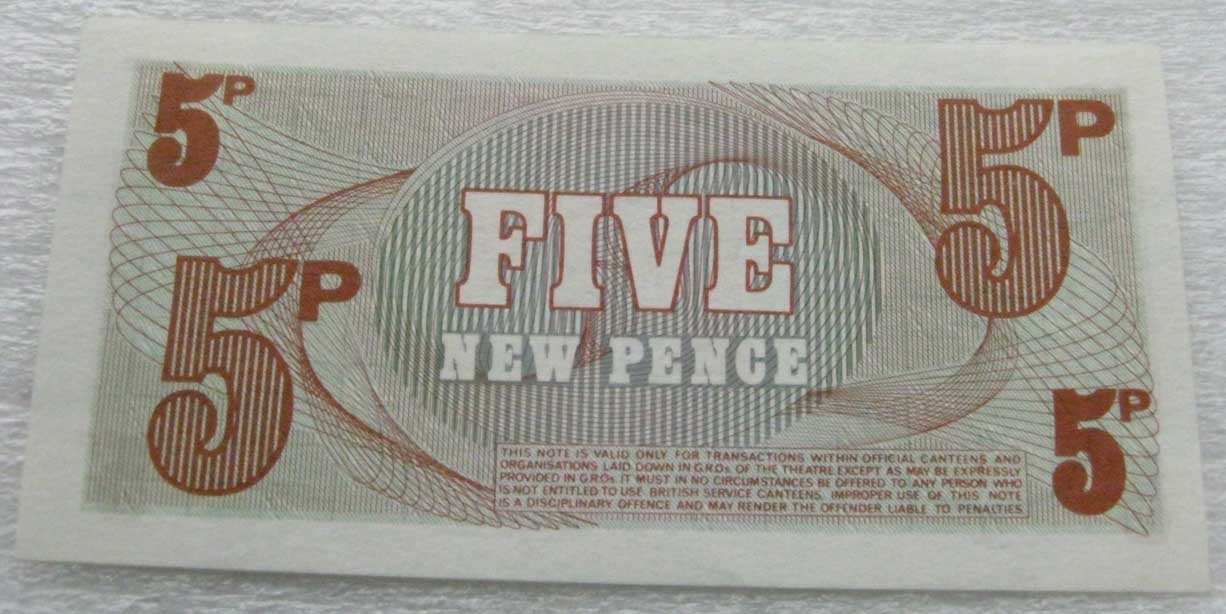 5P
5P
5P
FIVE
NEW PENCE
5P
THIS NOTE IS VALID ONLY FOR TRANSACTIONS WITHIN OFFICIAL CANTEENS AND
ORGANISATIONS LAID DOWN IN G.R.Os. OF THE THEATRE.EXCEPT AS MAY BE EXPRESSLY
PROVIDED IN G.R.Os. IT MUST IN NO CIRCUMSTANCES BE OFFERED TO ANY PERSON WHO
IS NOT ENTITLED TO USE BRITISH SERVICE CANTEENS. IMPROPER USE OF THIS NOTE
IS A DISCIPLINARY OFFENCE AND MAY RENDER THE OFFENDER LIABLE TO PENALTIES.